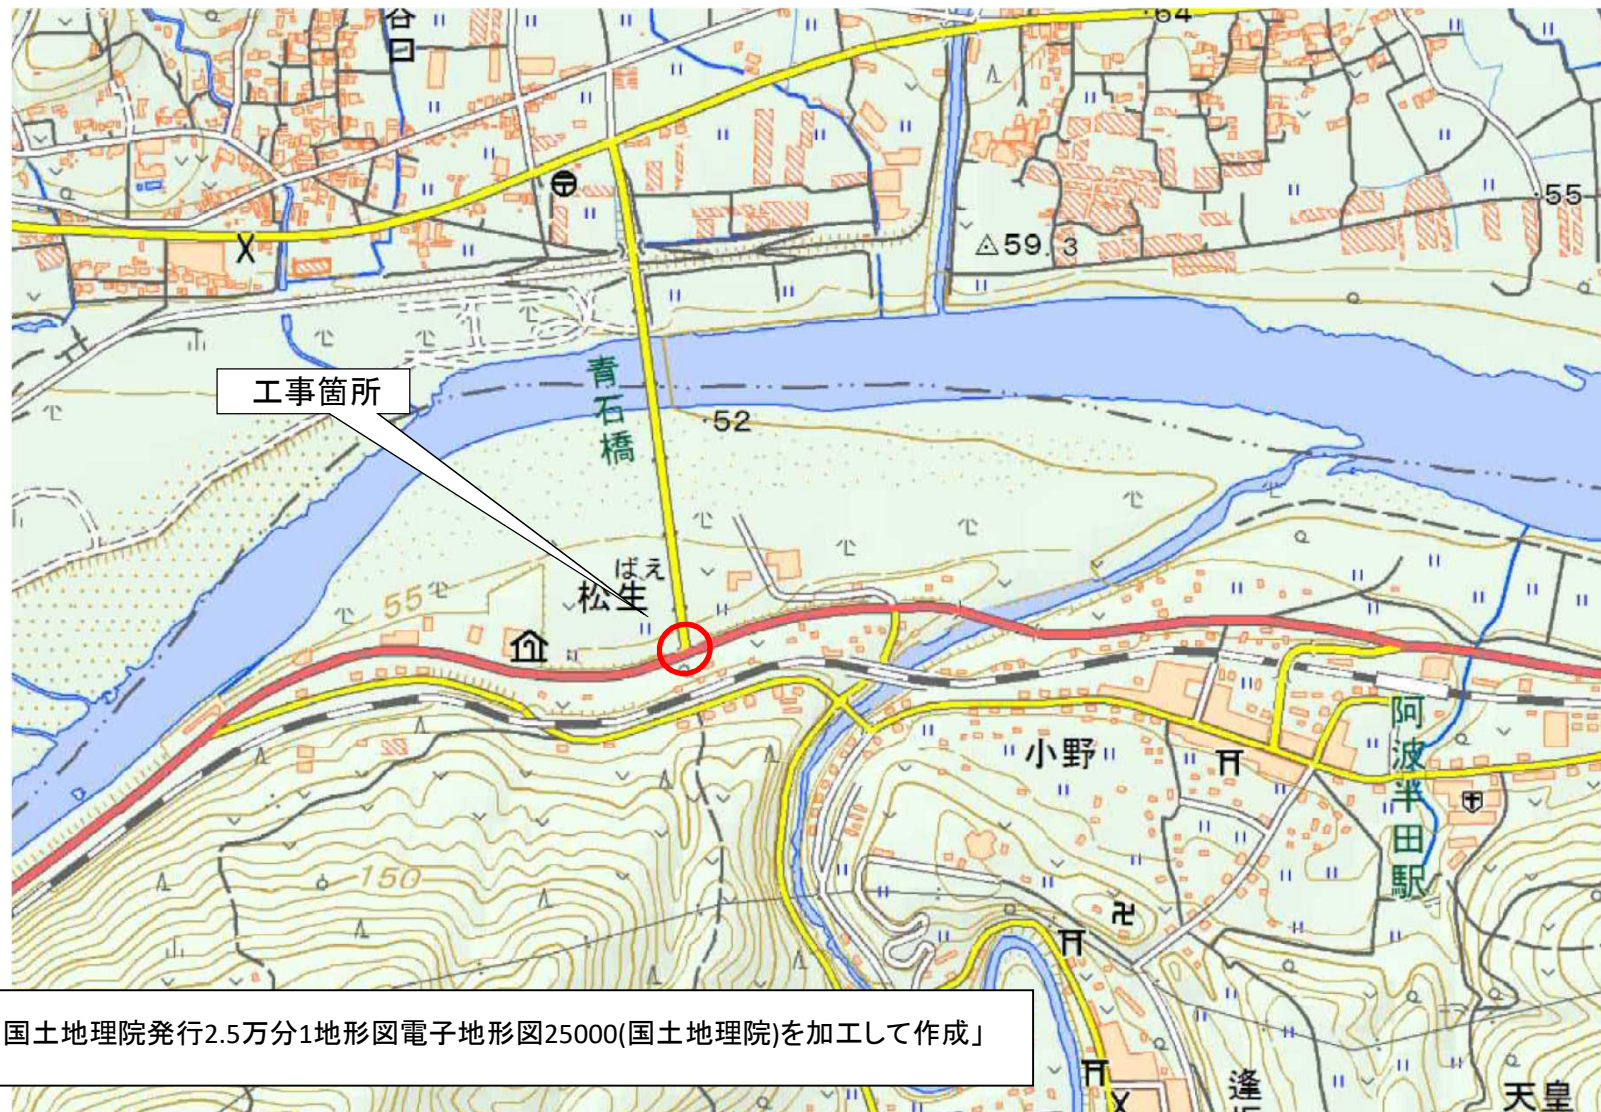 谷口
64
55
59.3
青石橋
工事箇所
52
ばえ
松生
55
小野
阿波半田駅
150
国土地理院発行2.5万分1地形図電子地形図25000(国土地理院)を加工して作成」
逢
天皇